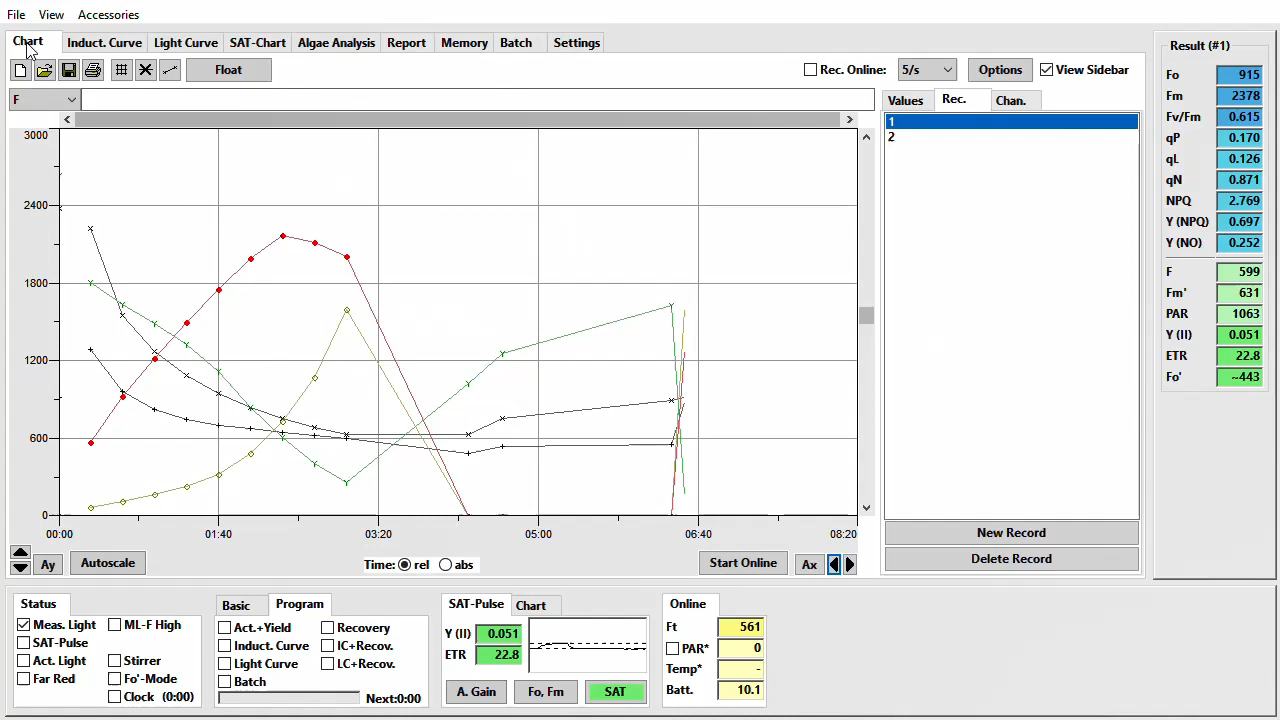 File View Accessories
Chart Induct. Curve Light Curve SAT-Chart Algae Analysis Report Memory Batch Settings
Float Rec. Online: 5/s Options View Sidebar
F
Values Rec. Chan.
1
2
3000
2400
1800
1200
600
0
00:00 01:40 03:20 05:00 06:40 08:20
New Record
Delete Record
Ay Autoscale Time: rel abs Start Online Ax
Result (#1)
Fo 915
Fm 2378
Fv/Fm 0.615
qP 0.170
qL 0.126
qN 0.871
NPQ 2.769
Y (NPQ) 0.697
Y (NO) 0.252
F 599
Fm' 631
PAR 1063
Y (II) 0.051
ETR 22.8
Fo' ~443
Status
Meas. Light ML-F High
SAT-Pulse
Act. Light Stirrer
Far Red Fo'-Mode
Clock (0:00)
Basic Program
Act.+Yield Recovery
Induct. Curve IC+Recov.
Light Curve LC+Recov.
Batch
Next:0:00
SAT-Pulse Chart
Y (II) 0.051
ETR 22.8
A. Gain Fo, Fm SAT
Online
Ft 561
PAR* 0
Temp* -
Batt. 10.1